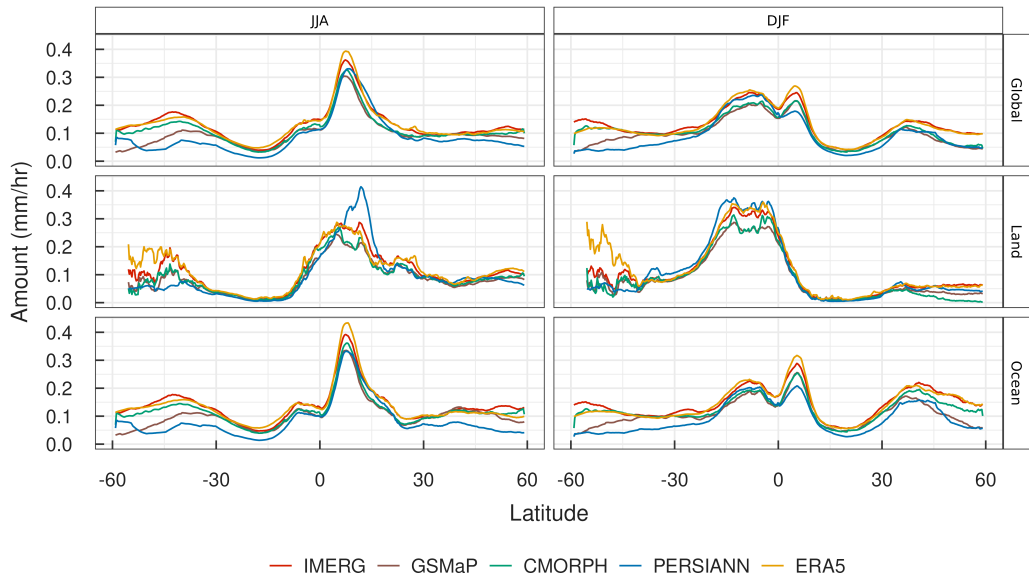 JJA DJF
0.4
0.3
0.2
0.1
0.0
Global
0.4
0.3
0.2
0.1
0.0
Land
0.4
0.3
0.2
0.1
0.0
Ocean
Amount (mm/hr)
-60 -30 0 30 60 -60 -30 0 30 60
Latitude
IMERG GSMaP CMORPH PERSIANN ERA5